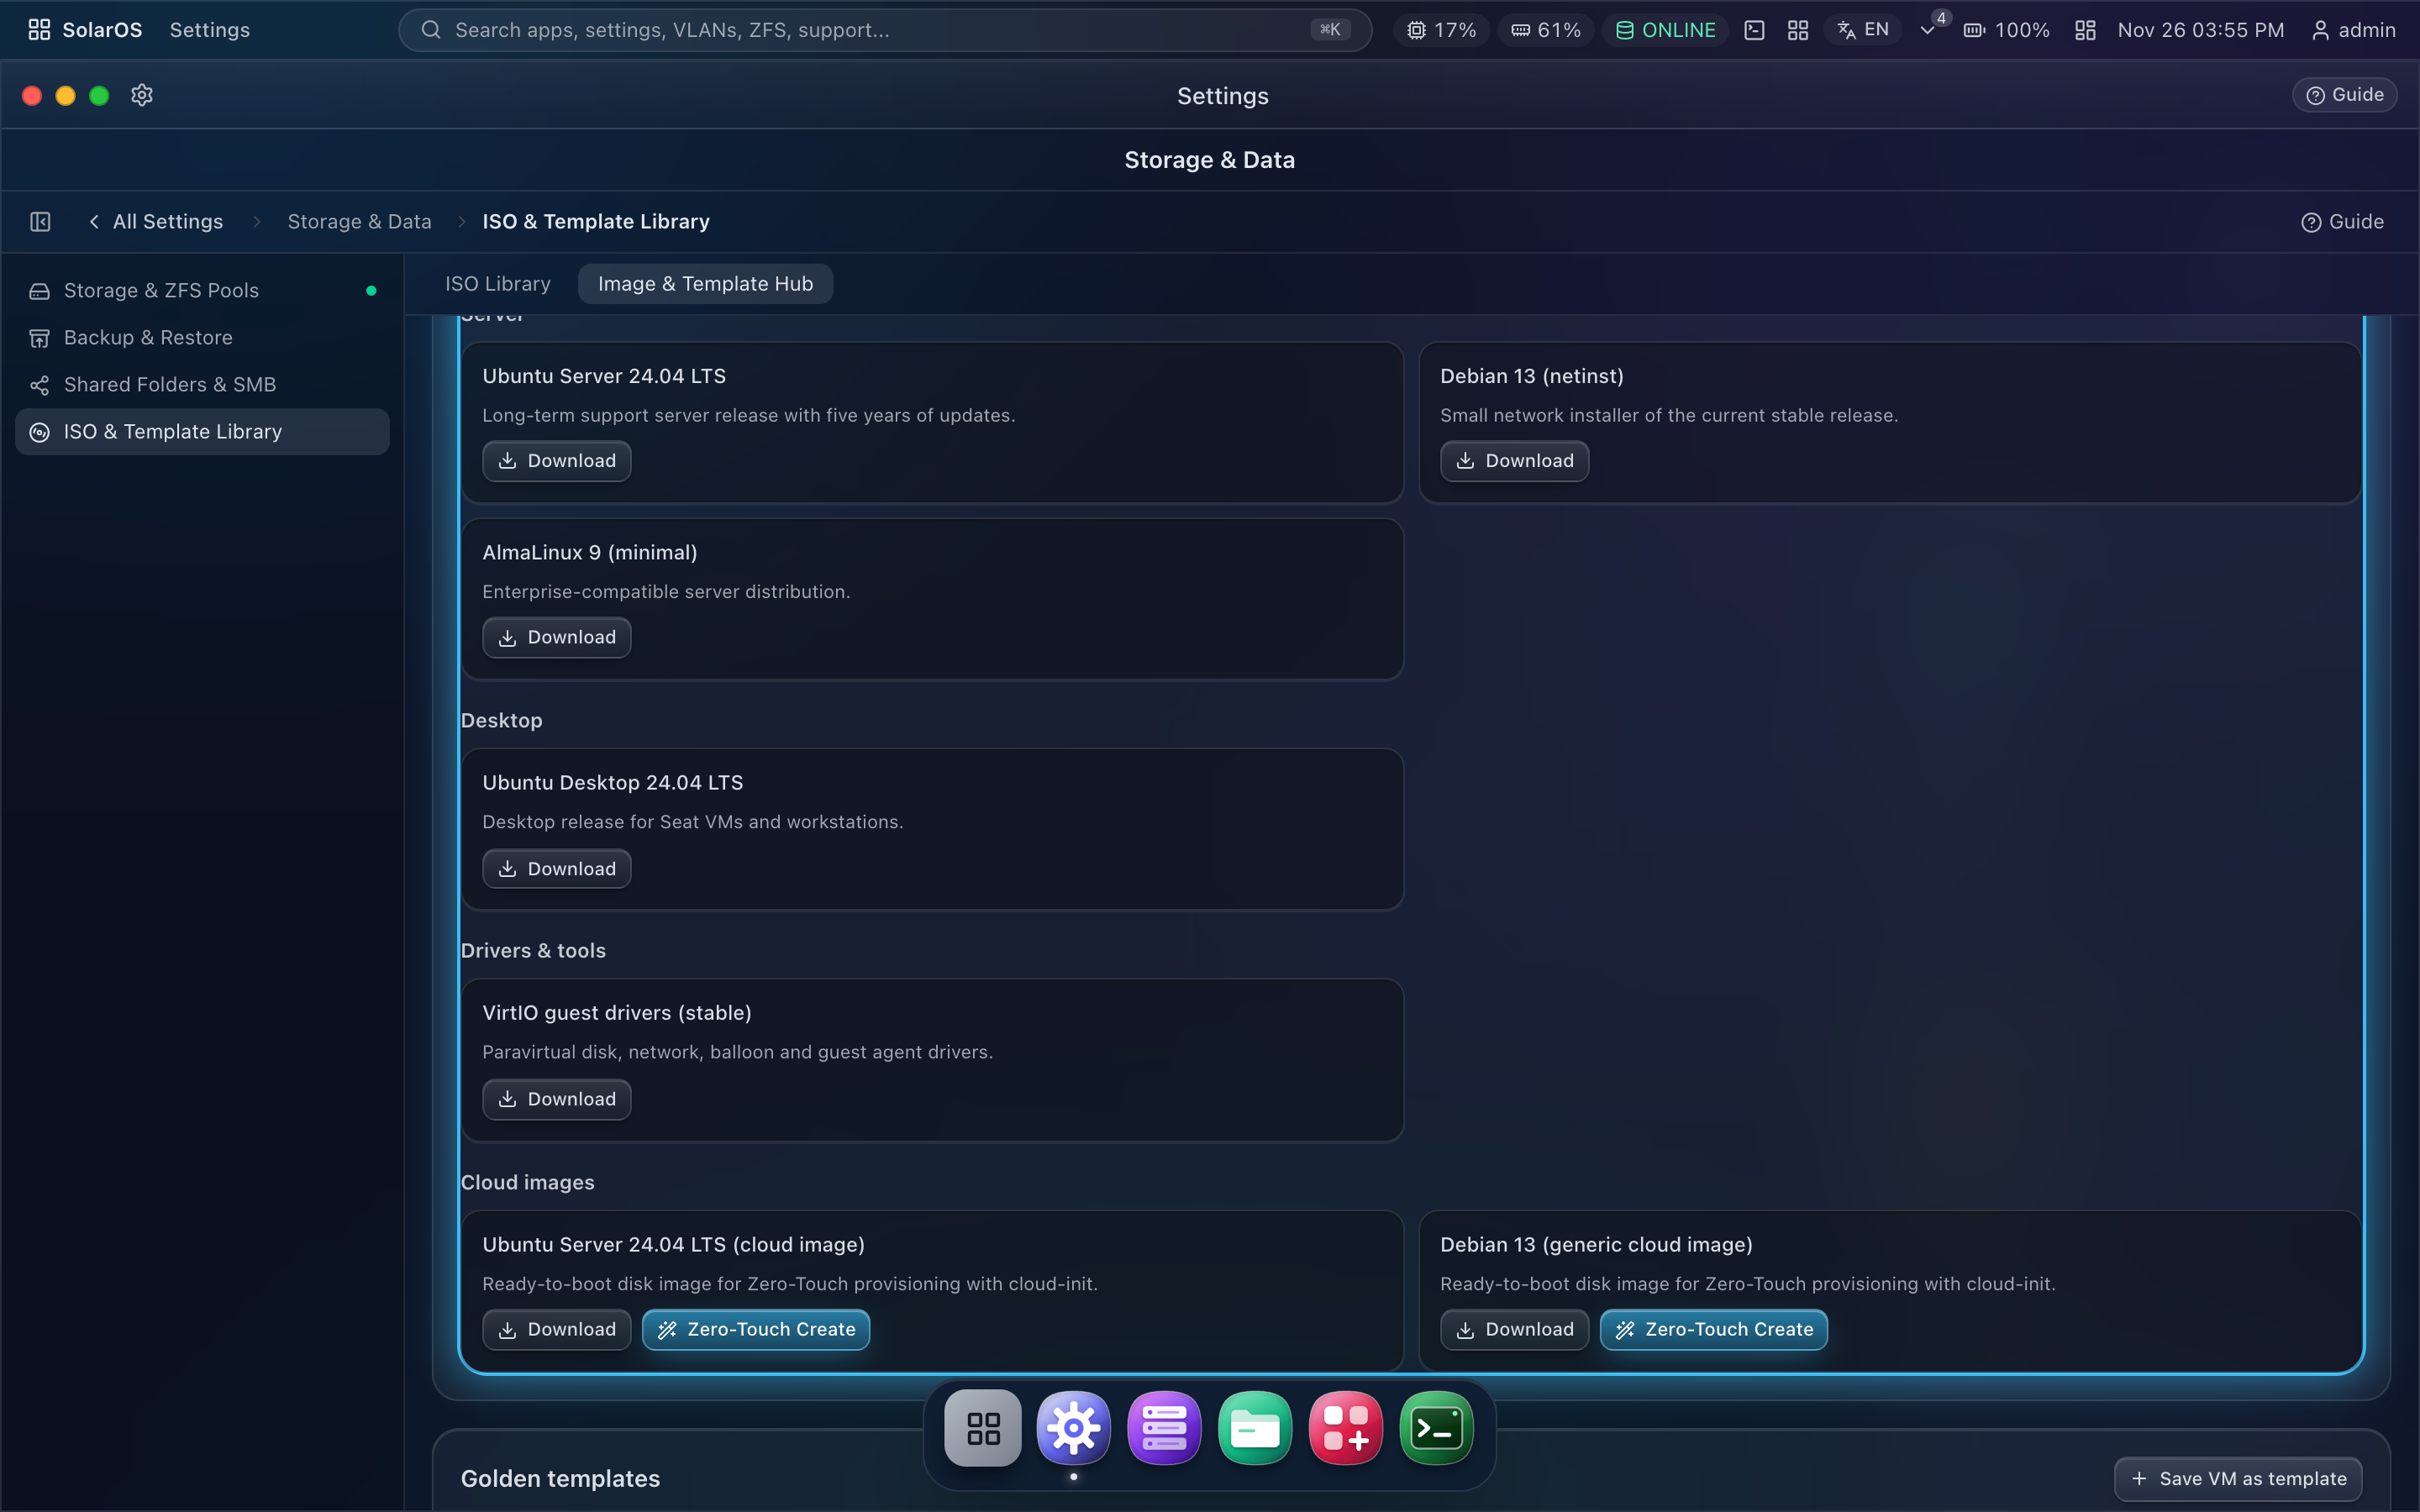 SolarOS Settings Search apps, settings, VLANs, ZFS, support... ⌘K 17% 61% ONLINE EN 4 100% Nov 26 03:55 PM admin
Settings Guide
Storage & Data
All Settings Storage & Data ISO & Template Library Guide
Storage & ZFS Pools
Backup & Restore
Shared Folders & SMB
ISO & Template Library
ISO Library Image & Template Hub
Server
Ubuntu Server 24.04 LTS
Long-term support server release with five years of updates.
Download
Debian 13 (netinst)
Small network installer of the current stable release.
Download
AlmaLinux 9 (minimal)
Enterprise-compatible server distribution.
Download
Desktop
Ubuntu Desktop 24.04 LTS
Desktop release for Seat VMs and workstations.
Download
Drivers & tools
VirtIO guest drivers (stable)
Paravirtual disk, network, balloon and guest agent drivers.
Download
Cloud images
Ubuntu Server 24.04 LTS (cloud image)
Ready-to-boot disk image for Zero-Touch provisioning with cloud-init.
Download Zero-Touch Create
Debian 13 (generic cloud image)
Ready-to-boot disk image for Zero-Touch provisioning with cloud-init.
Download Zero-Touch Create
Golden templates Save VM as template